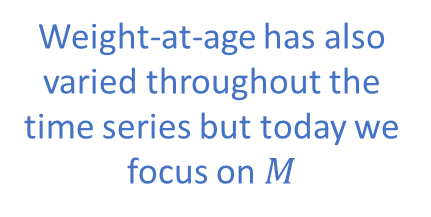 Weight-at-age has also
varied throughout the
time series but today we
focus on M